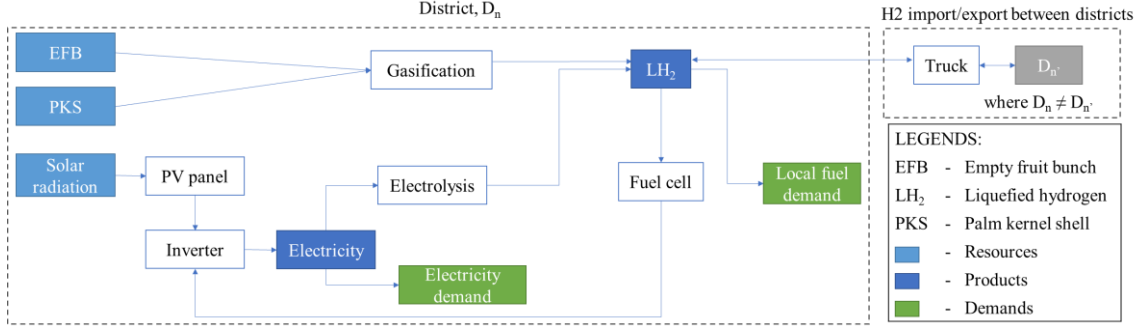 District, Dn
H2 import/export between districts
EFB
PKS
Gasification
LH2
Truck
Dn'
where Dn ≠ Dn'
Solar
radiation
PV panel
Electrolysis
Fuel cell
Local fuel
demand
Inverter
Electricity
Electricity
demand
LEGENDS:
EFB - Empty fruit bunch
LH2 - Liquefied hydrogen
PKS - Palm kernel shell
- Resources
- Products
- Demands